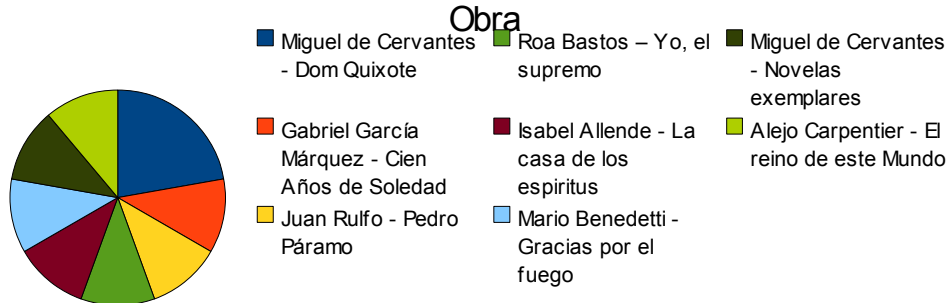 Obra
Miguel de Cervantes
- Dom Quixote
Gabriel García
Márquez - Cien
Años de Soledad
Juan Rulfo - Pedro
Páramo
Roa Bastos – Yo, el
supremo
Isabel Allende - La
casa de los
espiritus
Mario Benedetti -
Gracias por el
fuego
Miguel de Cervantes
- Novelas
exemplares
Alejo Carpentier - El
reino de este Mundo